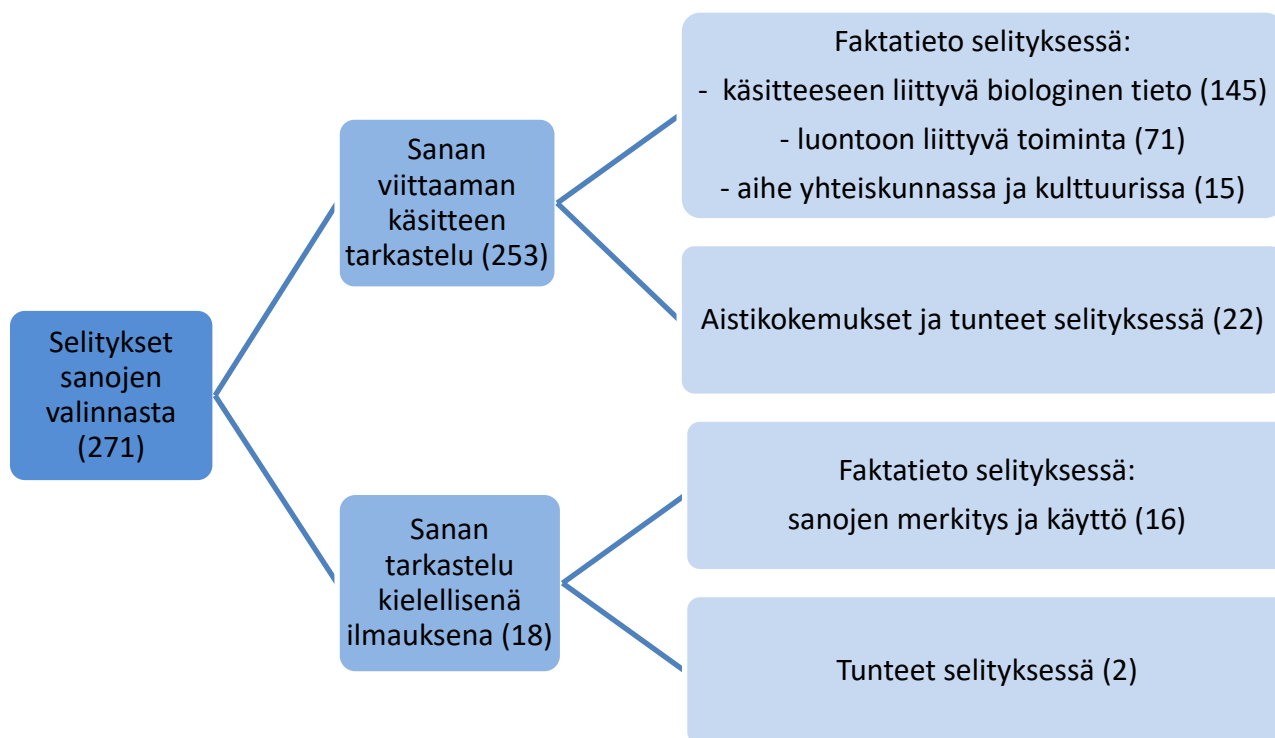 Selitykset
sanojen
valinnasta
(271)
Sanan
viittaaman
käsitteen
tarkastelu (253)
Faktatieto selityksessä:
- käsitteeseen liittyvä biologinen tieto (145)
- luontoon liittyvä toiminta (71)
- aihe yhteiskunnassa ja kulttuurissa (15)
Aistikokemukset ja tunteet selityksessä (22)
Sanan
tarkastelu
kielellisenä
ilmauksena (18)
Faktatieto selityksessä:
sanojen merkitys ja käyttö (16)
Tunteet selityksessä (2)